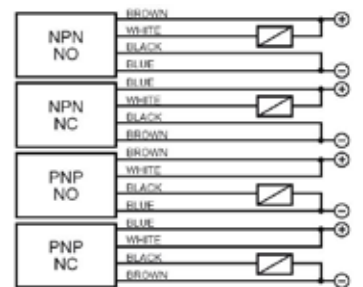 NPN NO
BROWN
WHITE
BLACK
BLUE
+
-
NPN NC
BLUE
WHITE
BLACK
BROWN
+
-
PNP NO
BROWN
WHITE
BLACK
BLUE
+
-
PNP NC
BLUE
WHITE
BLACK
BROWN
+
-